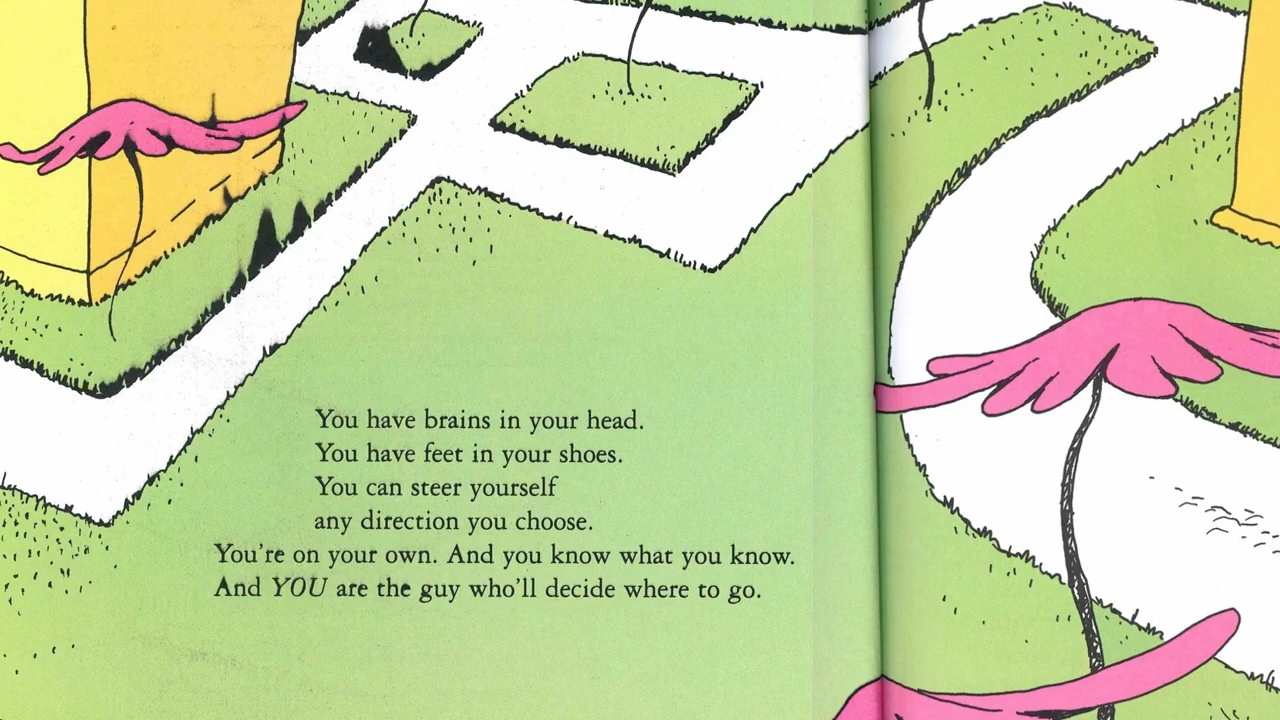 You have brains in your head.
You have feet in your shoes.
You can steer yourself
any direction you choose.
You're on your own. And you know what you know.
And YOU are the guy who'll decide where to go.